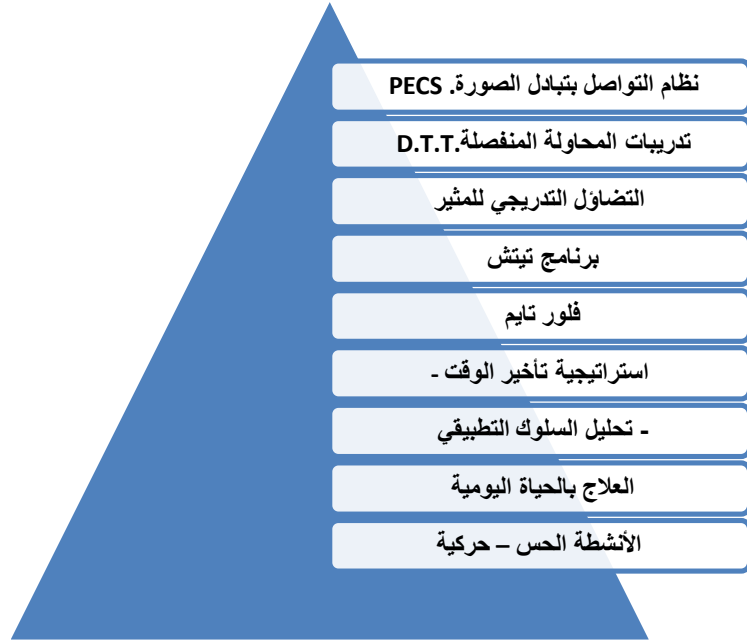 نظام التواصل بتبادل الصورة. PECS
تدريبات المحاولة المنفصلة.D.T.T
التضاؤل التدريجي للمثير
برنامج تيتش
فلور تايم
استراتيجية تأخير الوقت -
- تحليل السلوك التطبيقي
العلاج بالحياة اليومية
الأنشطة الحس – حركية